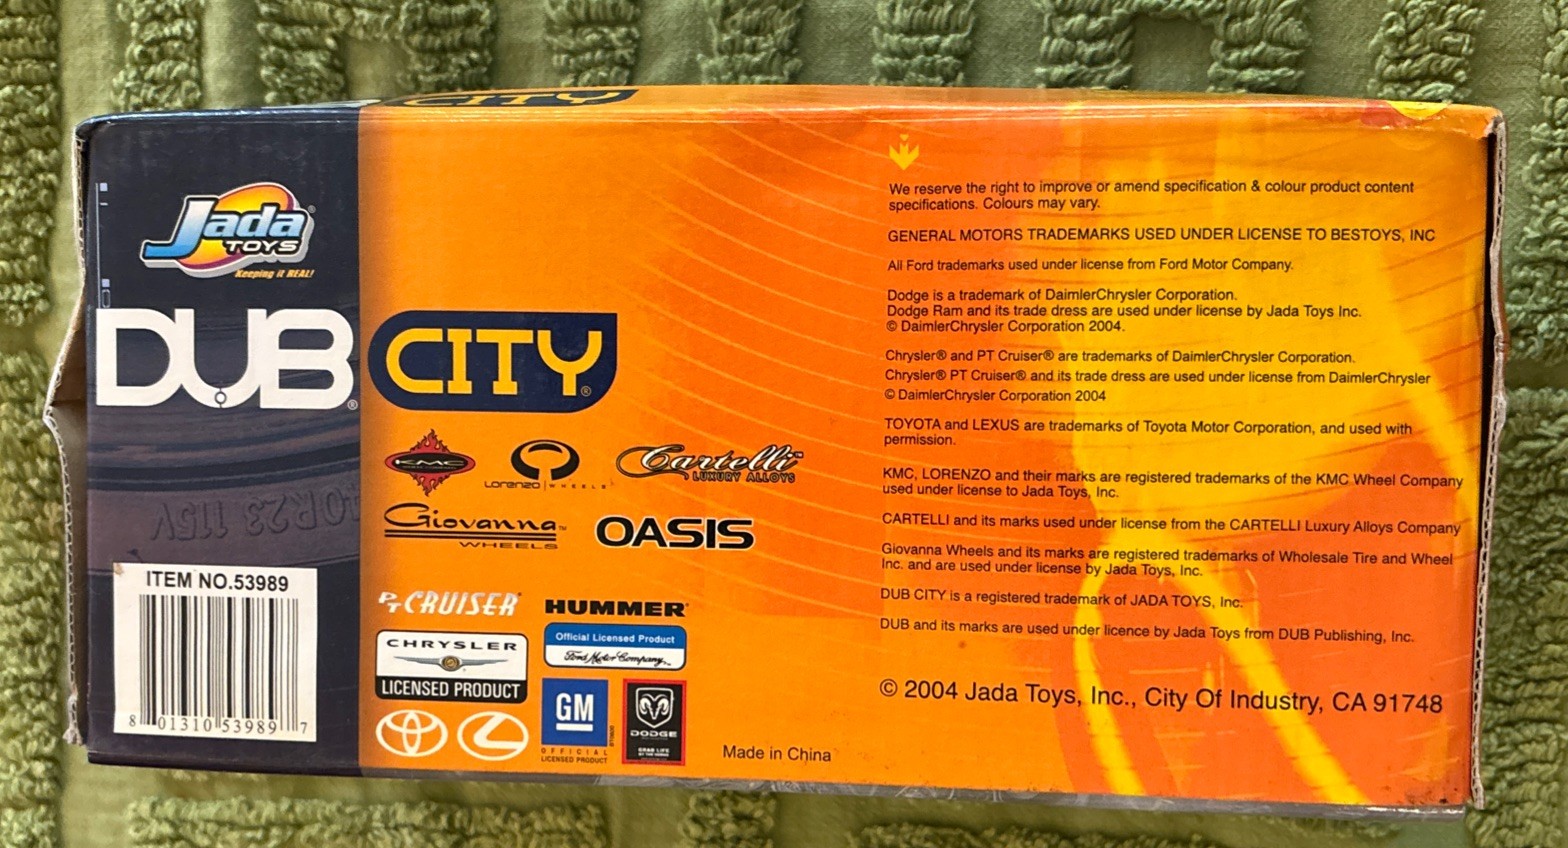 CITY
Jada
TOYS
®
Keeping it REAL!
DUB ®
CITY ®
KMC
LORENZO | WHEELS
Cartelli ™
LUXURY ALLOYS
Giovanna ™
WHEELS
OASIS
10R23 115V
ITEM NO.53989
8 01310 53989 7
PT CRUISER
HUMMER
CHRYSLER
LICENSED PRODUCT
Official Licensed Product
Ford Motor Company
GM
OFFICIAL
LICENSED PRODUCT
DODGE
GRAB LIFE
BY THE HORNS
Made in China
We reserve the right to improve or amend specification & colour product content
specifications. Colours may vary.
GENERAL MOTORS TRADEMARKS USED UNDER LICENSE TO BESTOYS, INC
All Ford trademarks used under license from Ford Motor Company.
Dodge is a trademark of DaimlerChrysler Corporation.
Dodge Ram and its trade dress are used under license by Jada Toys Inc.
© DaimlerChrysler Corporation 2004.
Chrysler® and PT Cruiser® are trademarks of DaimlerChrysler Corporation.
Chrysler® PT Cruiser® and its trade dress are used under license from DaimlerChrysler
© DaimlerChrysler Corporation 2004
TOYOTA and LEXUS are trademarks of Toyota Motor Corporation, and used with
permission.
KMC, LORENZO and their marks are registered trademarks of the KMC Wheel Company
used under license to Jada Toys, Inc.
CARTELLI and its marks used under license from the CARTELLI Luxury Alloys Company
Giovanna Wheels and its marks are registered trademarks of Wholesale Tire and Wheel
Inc. and are used under license by Jada Toys, Inc.
DUB CITY is a registered trademark of JADA TOYS, Inc.
DUB and its marks are used under licence by Jada Toys from DUB Publishing, Inc.
© 2004 Jada Toys, Inc., City Of Industry, CA 91748